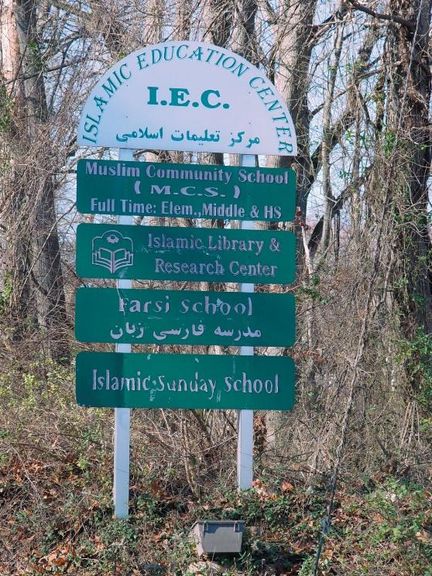 ISLAMIC EDUCATION CENTER
I.E.C.
مرکز تعلیمات اسلامی
Muslim Community School
( M.C.S. )
Full Time: Elem., Middle & HS
Islamic Library &
Research Center
Farsi School
مدرسه فارسی زبان
Islamic Sunday School